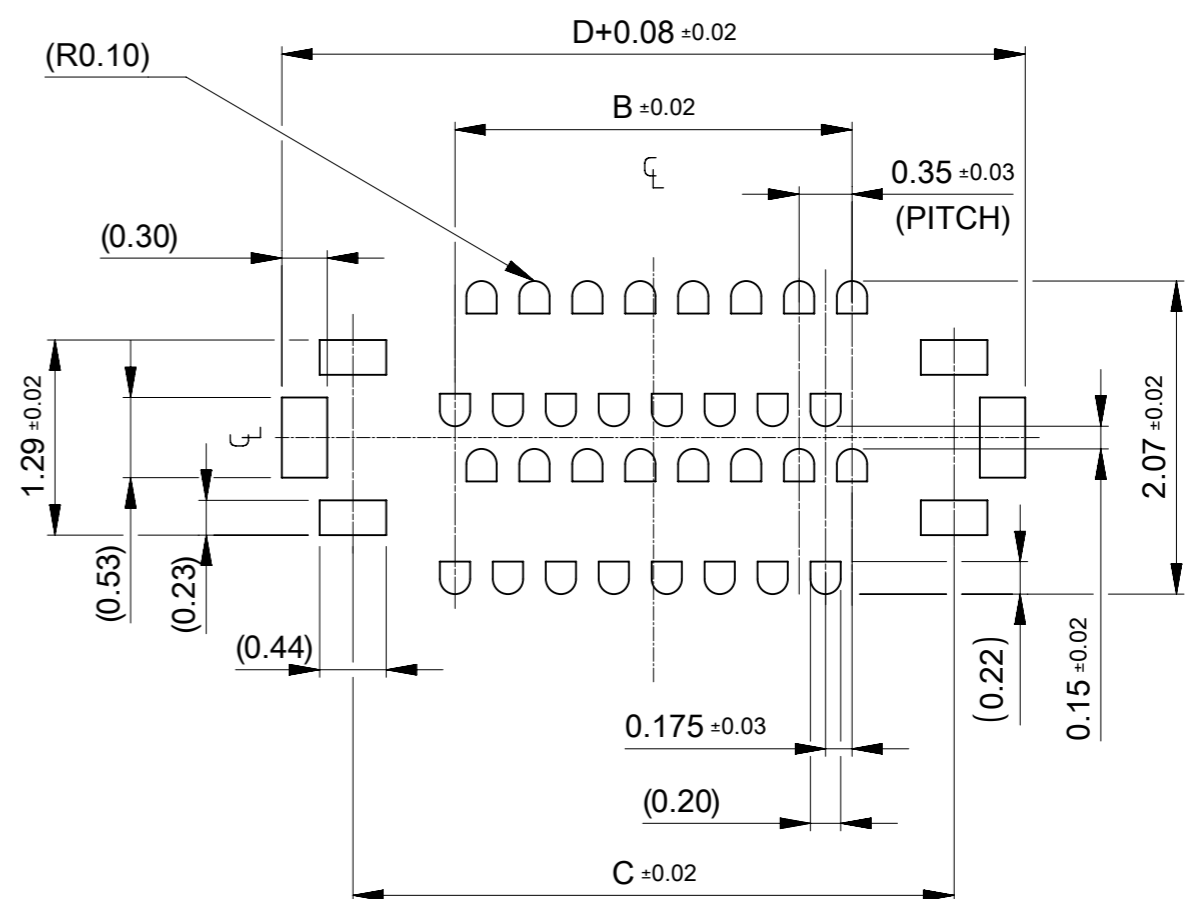 D+0.08 ±0.02
(R0.10)
B ±0.02
℄
0.35 ±0.03
(PITCH)
(0.30)
1.29 ±0.02
℄
2.07 ±0.02
(0.53)
(0.23)
(0.44)
(0.22)
0.15 ±0.02
0.175 ±0.03
(0.20)
C ±0.02